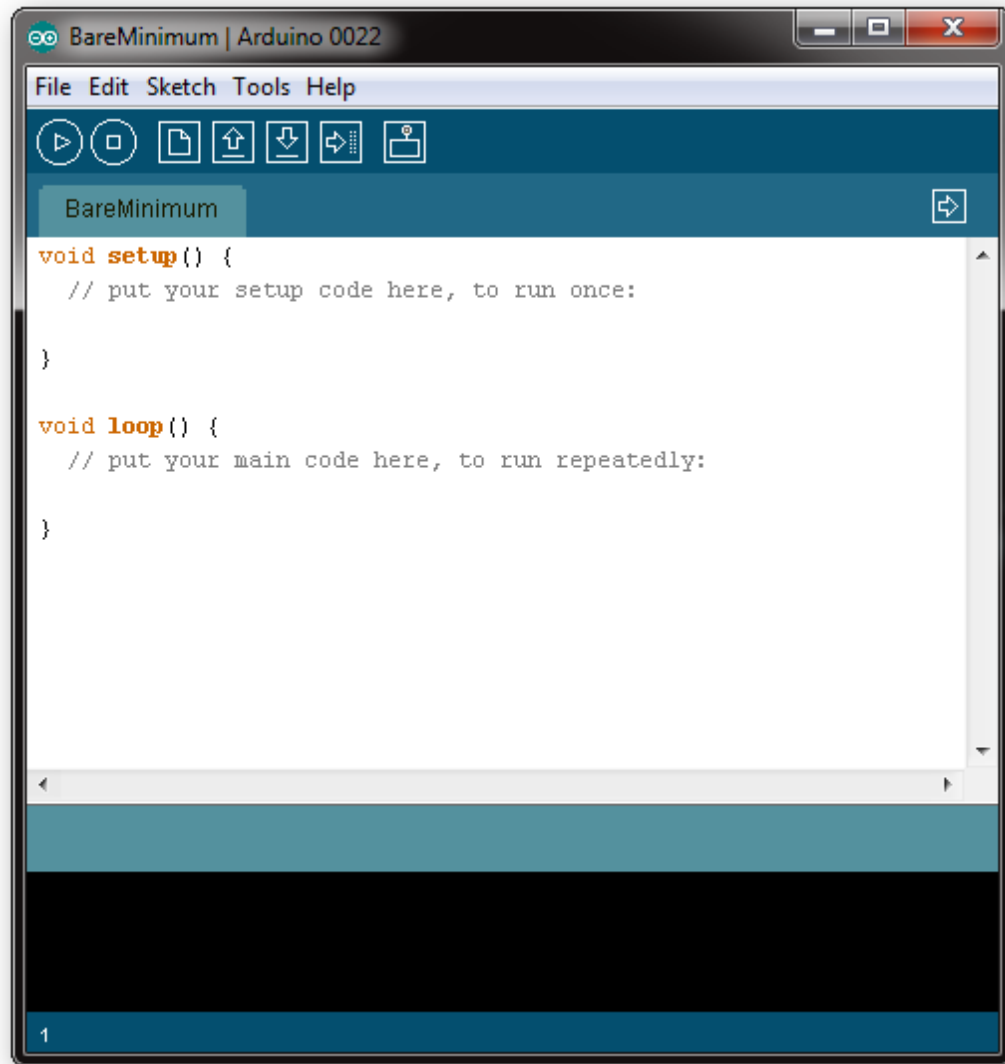 BareMinimum | Arduino 0022
File Edit Sketch Tools Help
BareMinimum
void setup() {
  // put your setup code here, to run once:
}
void loop() {
  // put your main code here, to run repeatedly:
}
1